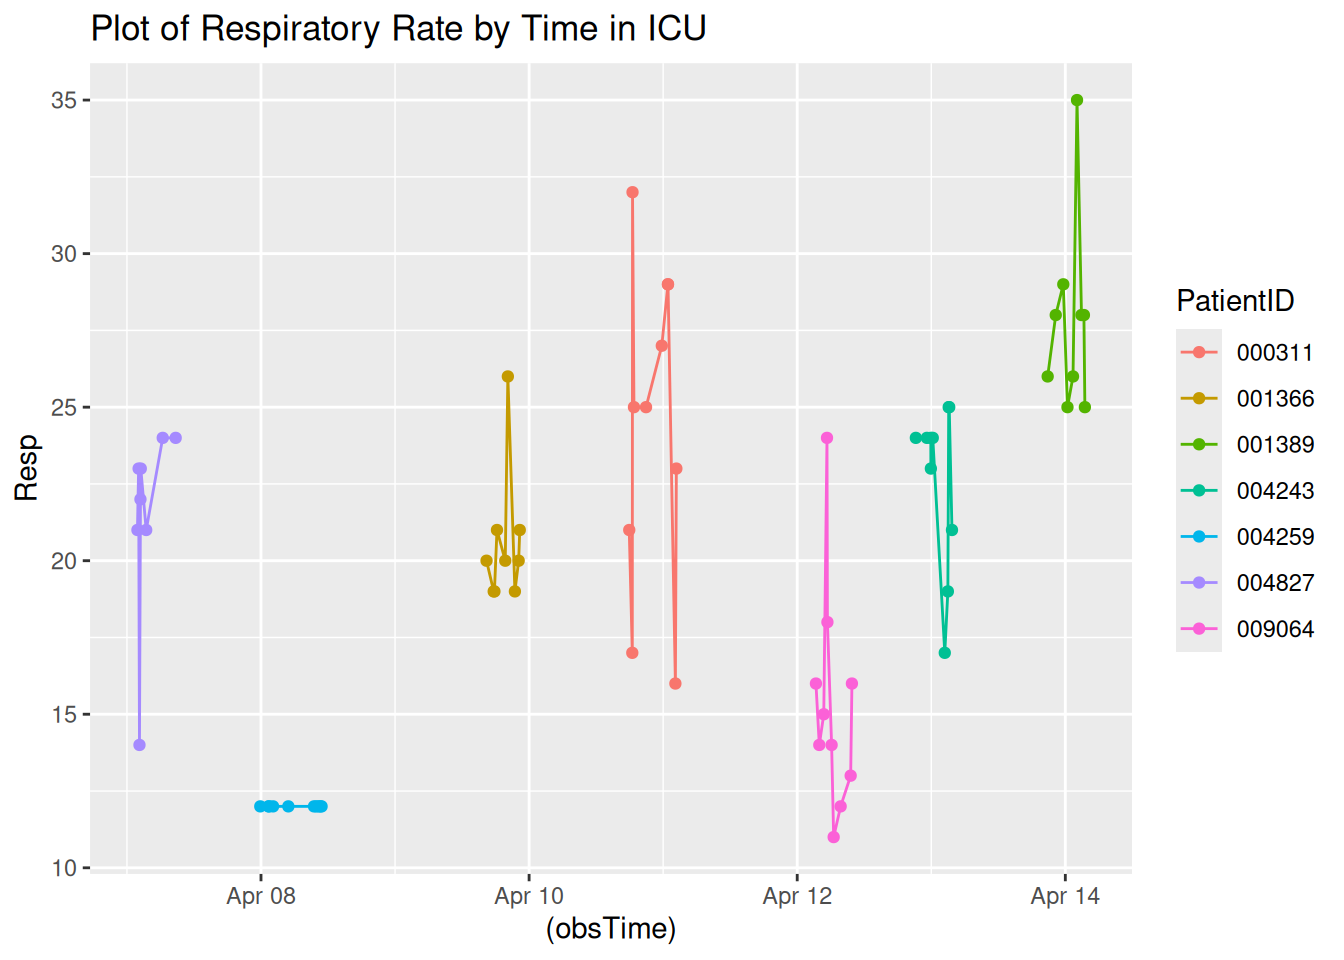 Plot of Respiratory Rate by Time in ICU
35
30
25
20
15
10
Resp
Apr 08
Apr 10
Apr 12
Apr 14
(obsTime)
PatientID
000311
001366
001389
004243
004259
004827
009064